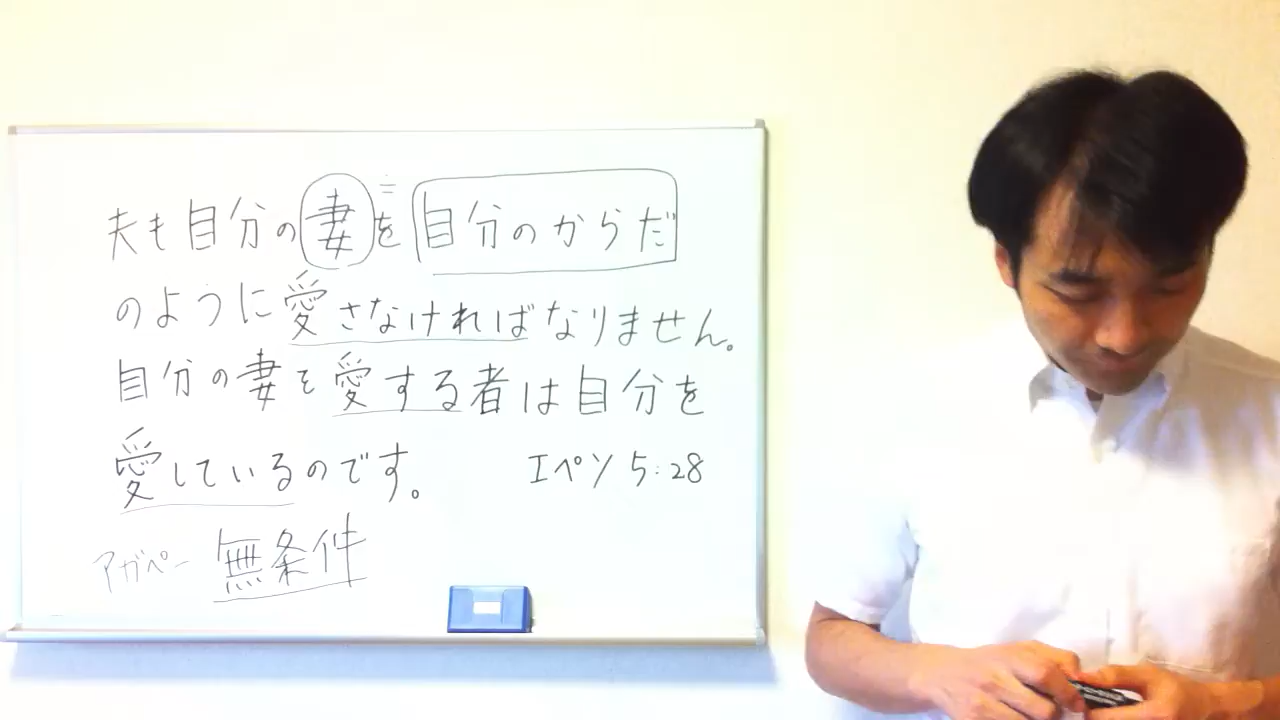 夫も自分の妻を自分のからだ
のように愛さなければなりません。
自分の妻を愛する者は自分を
愛しているのです。 エペソ 5:28
アガペー 無条件